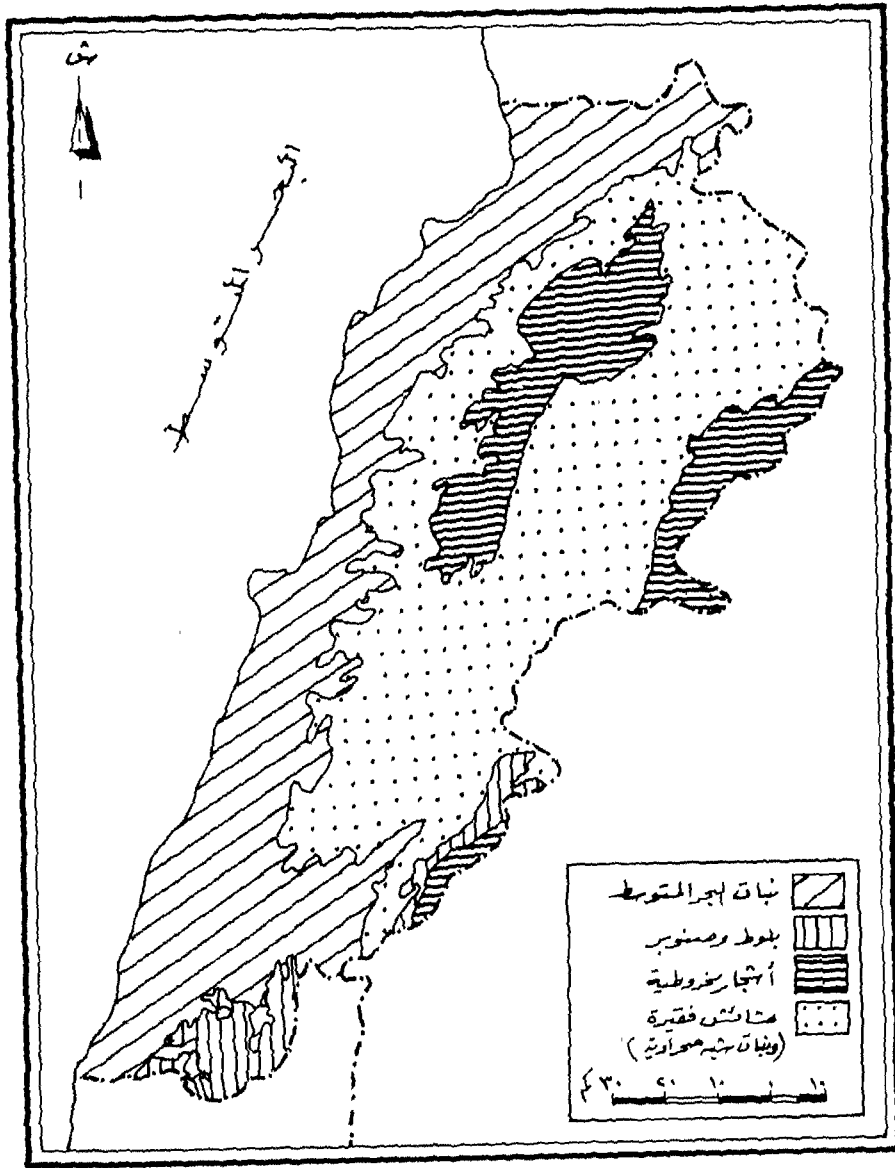 ش
البحر المتوسط
نبات البحر المتوسط
بلوط وصنوبر
أشجار مخروطية
حشائش فقيرة
(ونبات شبه صحراوية)
كم ٣٠ ٢٠ ١٠ ٠ ١٠